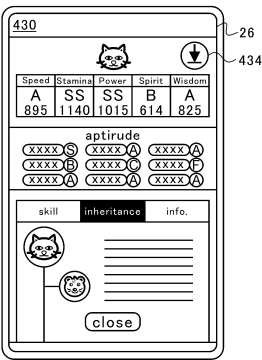 430
26
434
Speed Stamina Power Spirit Wisdom
A SS SS B A
895 1140 1015 614 825
aptirude
xxxx S xxxx A xxxx A
xxxx B xxxx C xxxx F
xxxx A xxxx A xxxx A
skill inheritance info.
close